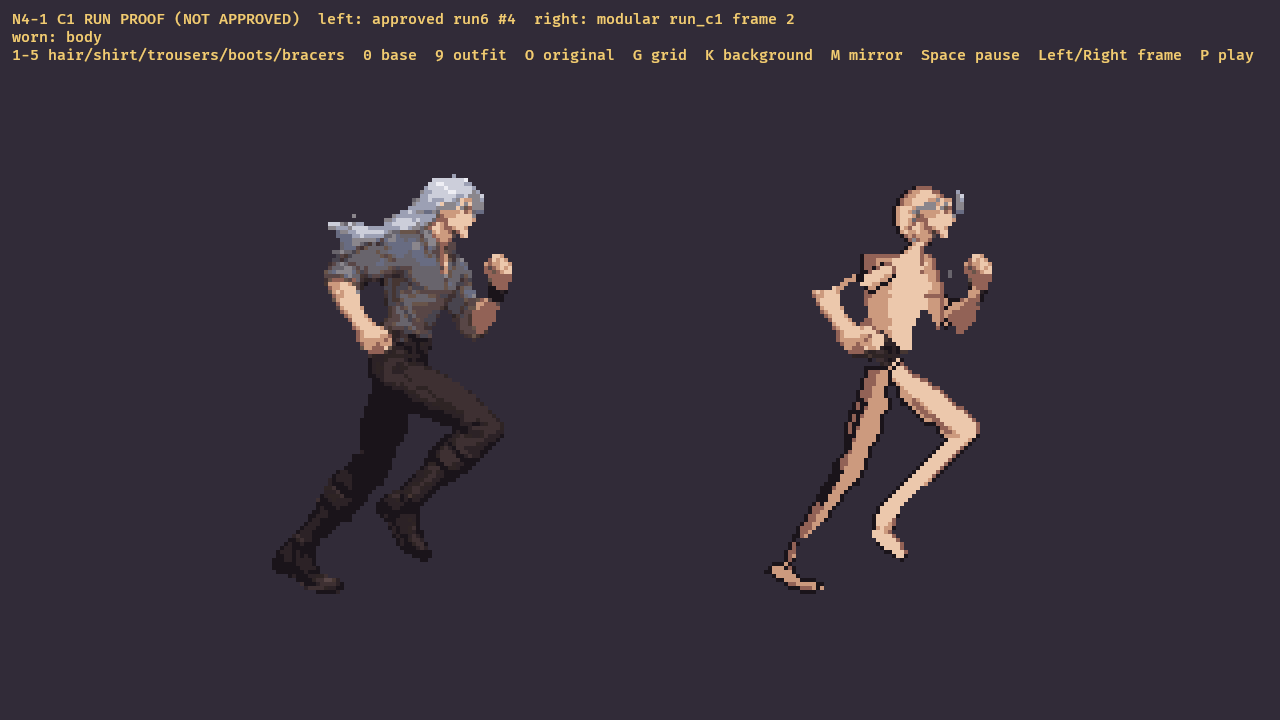 N4-1 C1 RUN PROOF (NOT APPROVED)  left: approved run6 #4  right: modular run_c1 frame 2
worn: body
1-5 hair/shirt/trousers/boots/bracers  0 base  9 outfit  O original  G grid  K background  M mirror  Space pause  Left/Right frame  P play